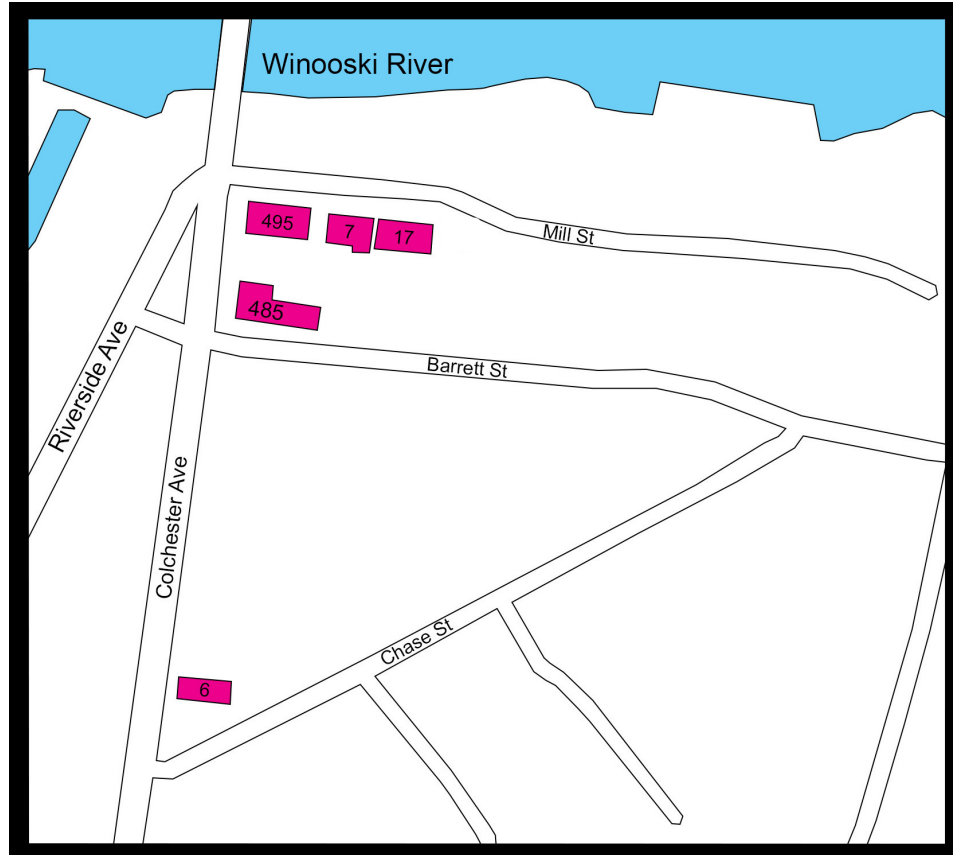 Winooski River
495
7
17
Mill St
485
Riverside Ave
Barrett St
Colchester Ave
Chase St
6